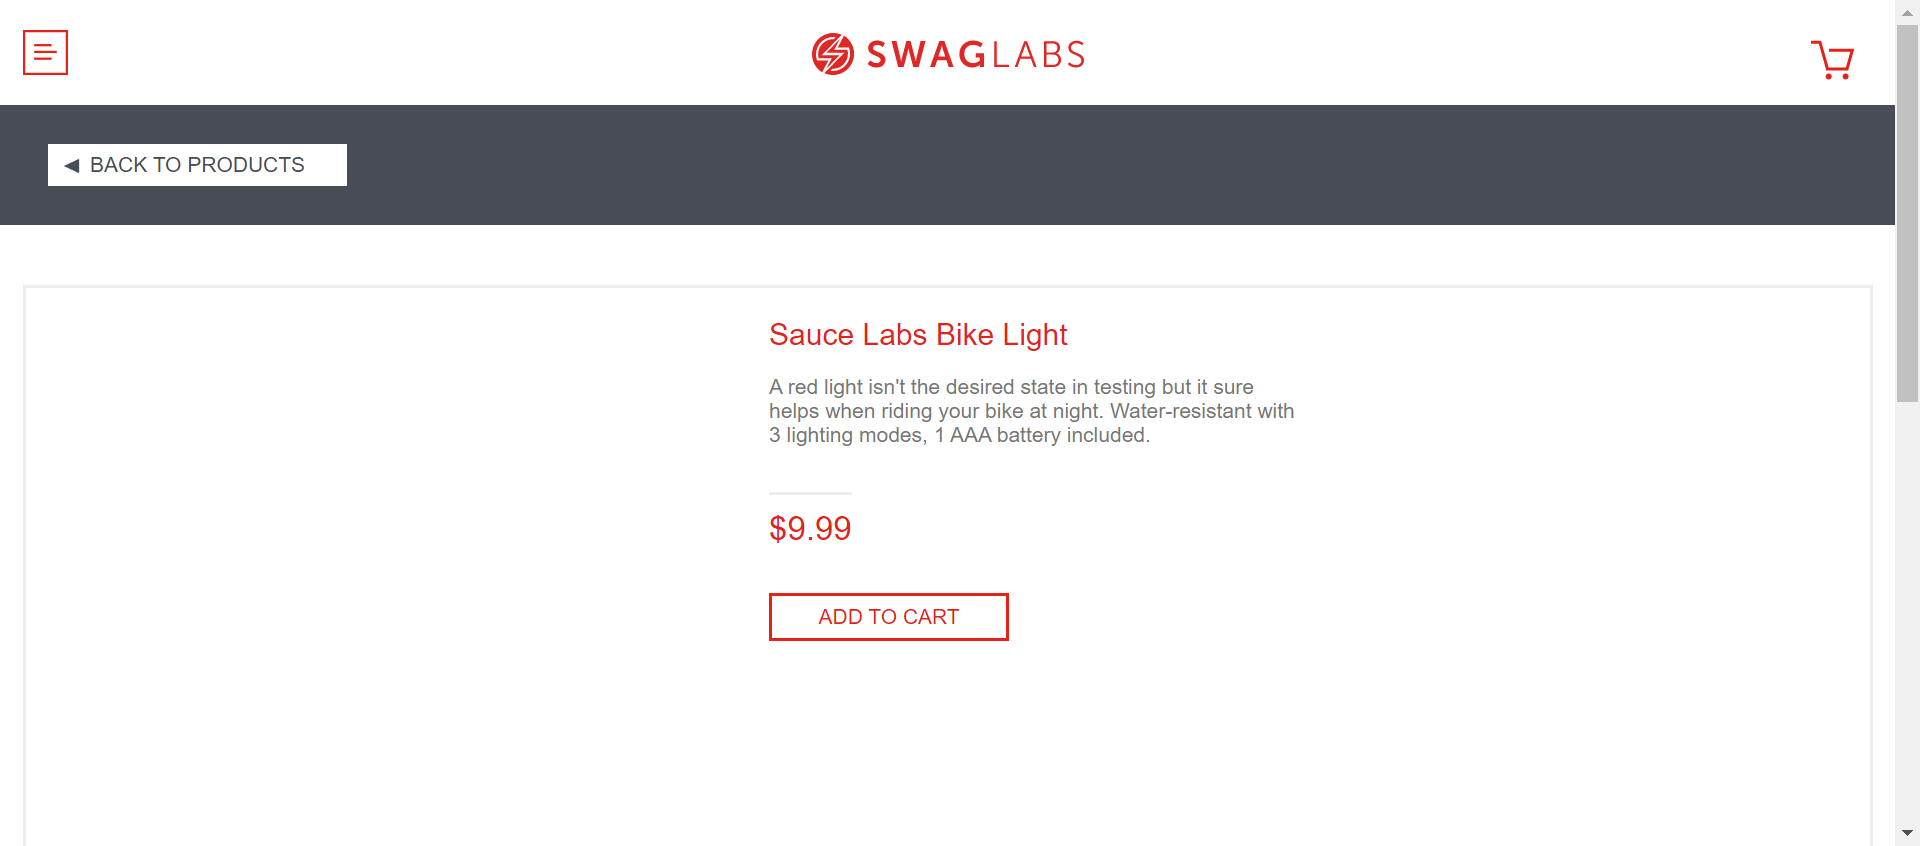 SWAGLABS
BACK TO PRODUCTS
Sauce Labs Bike Light
A red light isn't the desired state in testing but it sure
helps when riding your bike at night. Water-resistant with
3 lighting modes, 1 AAA battery included.
$9.99
ADD TO CART